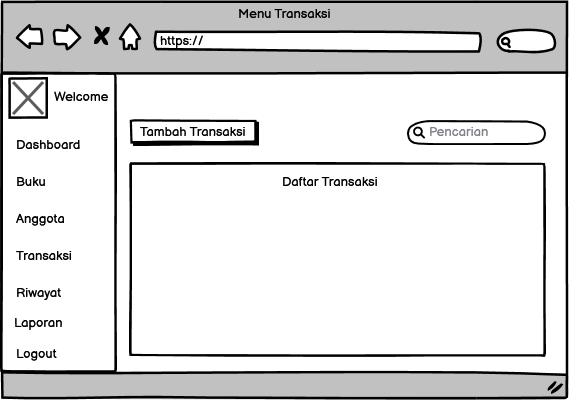 Menu Transaksi
https://
Welcome
Dashboard
Buku
Anggota
Transaksi
Riwayat
Laporan
Logout
Tambah Transaksi
Pencarian
Daftar Transaksi